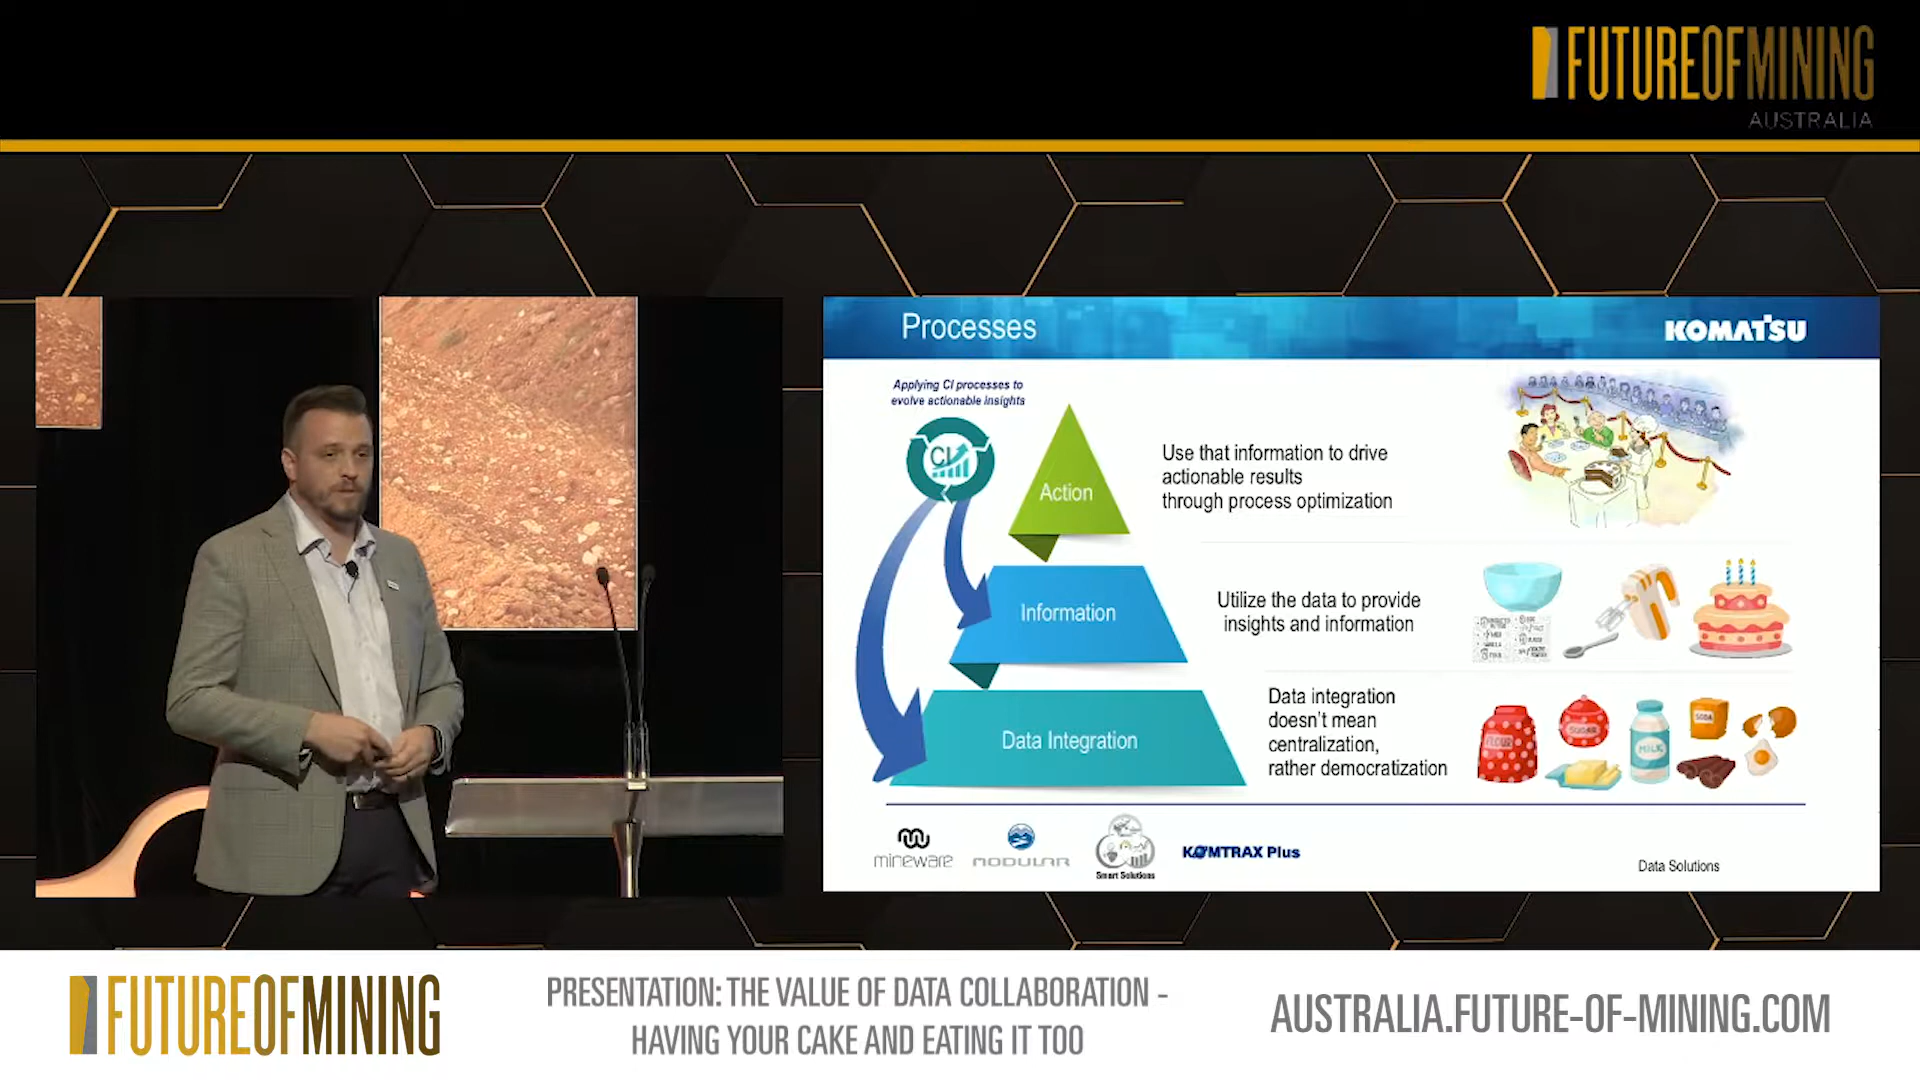 FUTUREOFMINING
AUSTRALIA
Processes
KOMATSU
Applying CI processes to
evolve actionable insights
CI
Action
Use that information to drive
actionable results
through process optimization
Information
Utilize the data to provide
insights and information
Data Integration
Data integration
doesn't mean
centralization,
rather democratization
FLOUR
SUGAR
MILK
SODA
mineware
MODULAR
Smart Solutions
KOMTRAX Plus
Data Solutions
FUTUREOFMINING
PRESENTATION: THE VALUE OF DATA COLLABORATION -
HAVING YOUR CAKE AND EATING IT TOO
AUSTRALIA.FUTURE-OF-MINING.COM